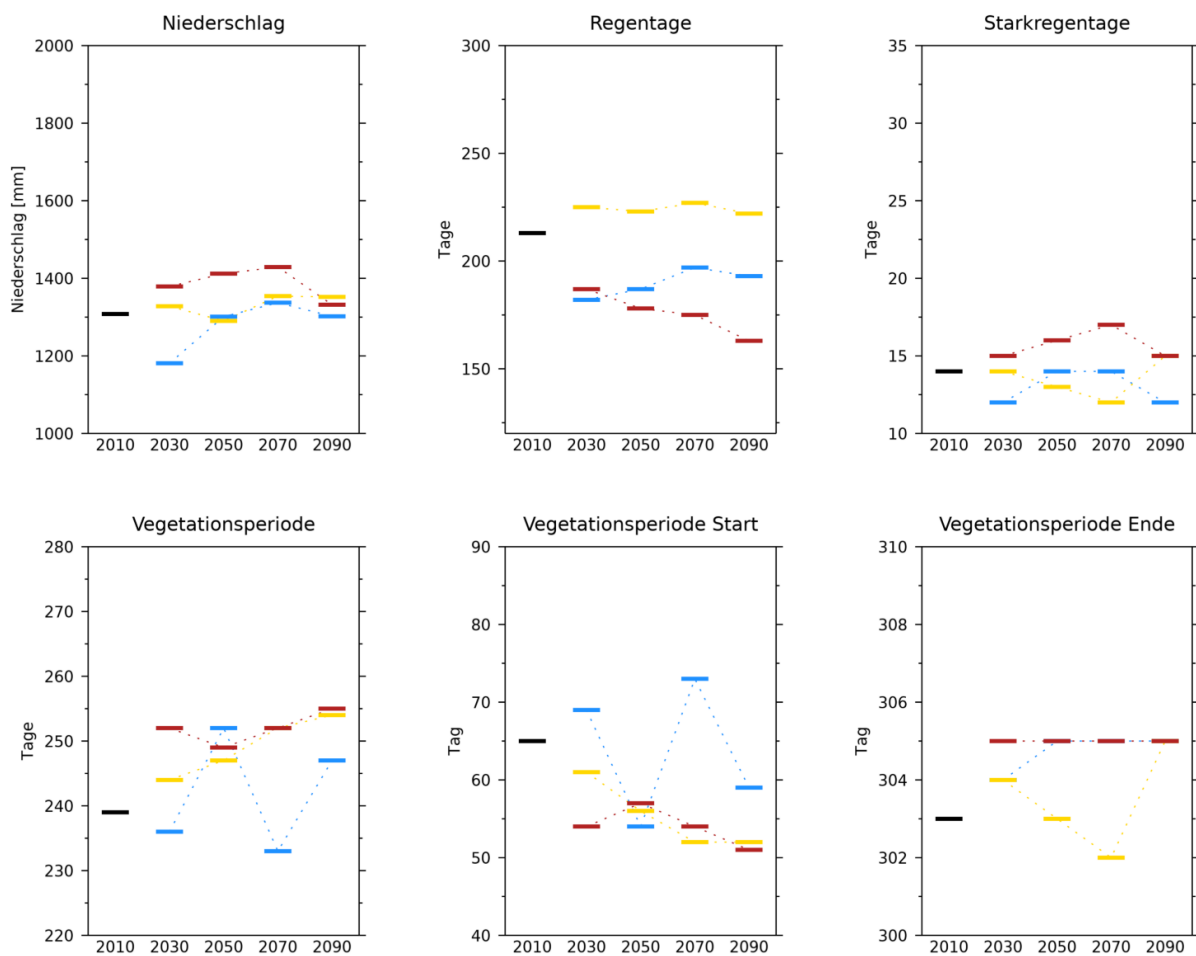 Niederschlag
Regentage
Starkregentage
Niederschlag [mm]
2000
1800
1600
1400
1200
1000
2010 2030 2050 2070 2090
Tage
300
250
200
150
2010 2030 2050 2070 2090
Tage
35
30
25
20
15
10
2010 2030 2050 2070 2090
Vegetationsperiode
Vegetationsperiode Start
Vegetationsperiode Ende
Tage
280
270
260
250
240
230
220
2010 2030 2050 2070 2090
Tag
90
80
70
60
50
40
2010 2030 2050 2070 2090
Tag
310
308
306
304
302
300
2010 2030 2050 2070 2090